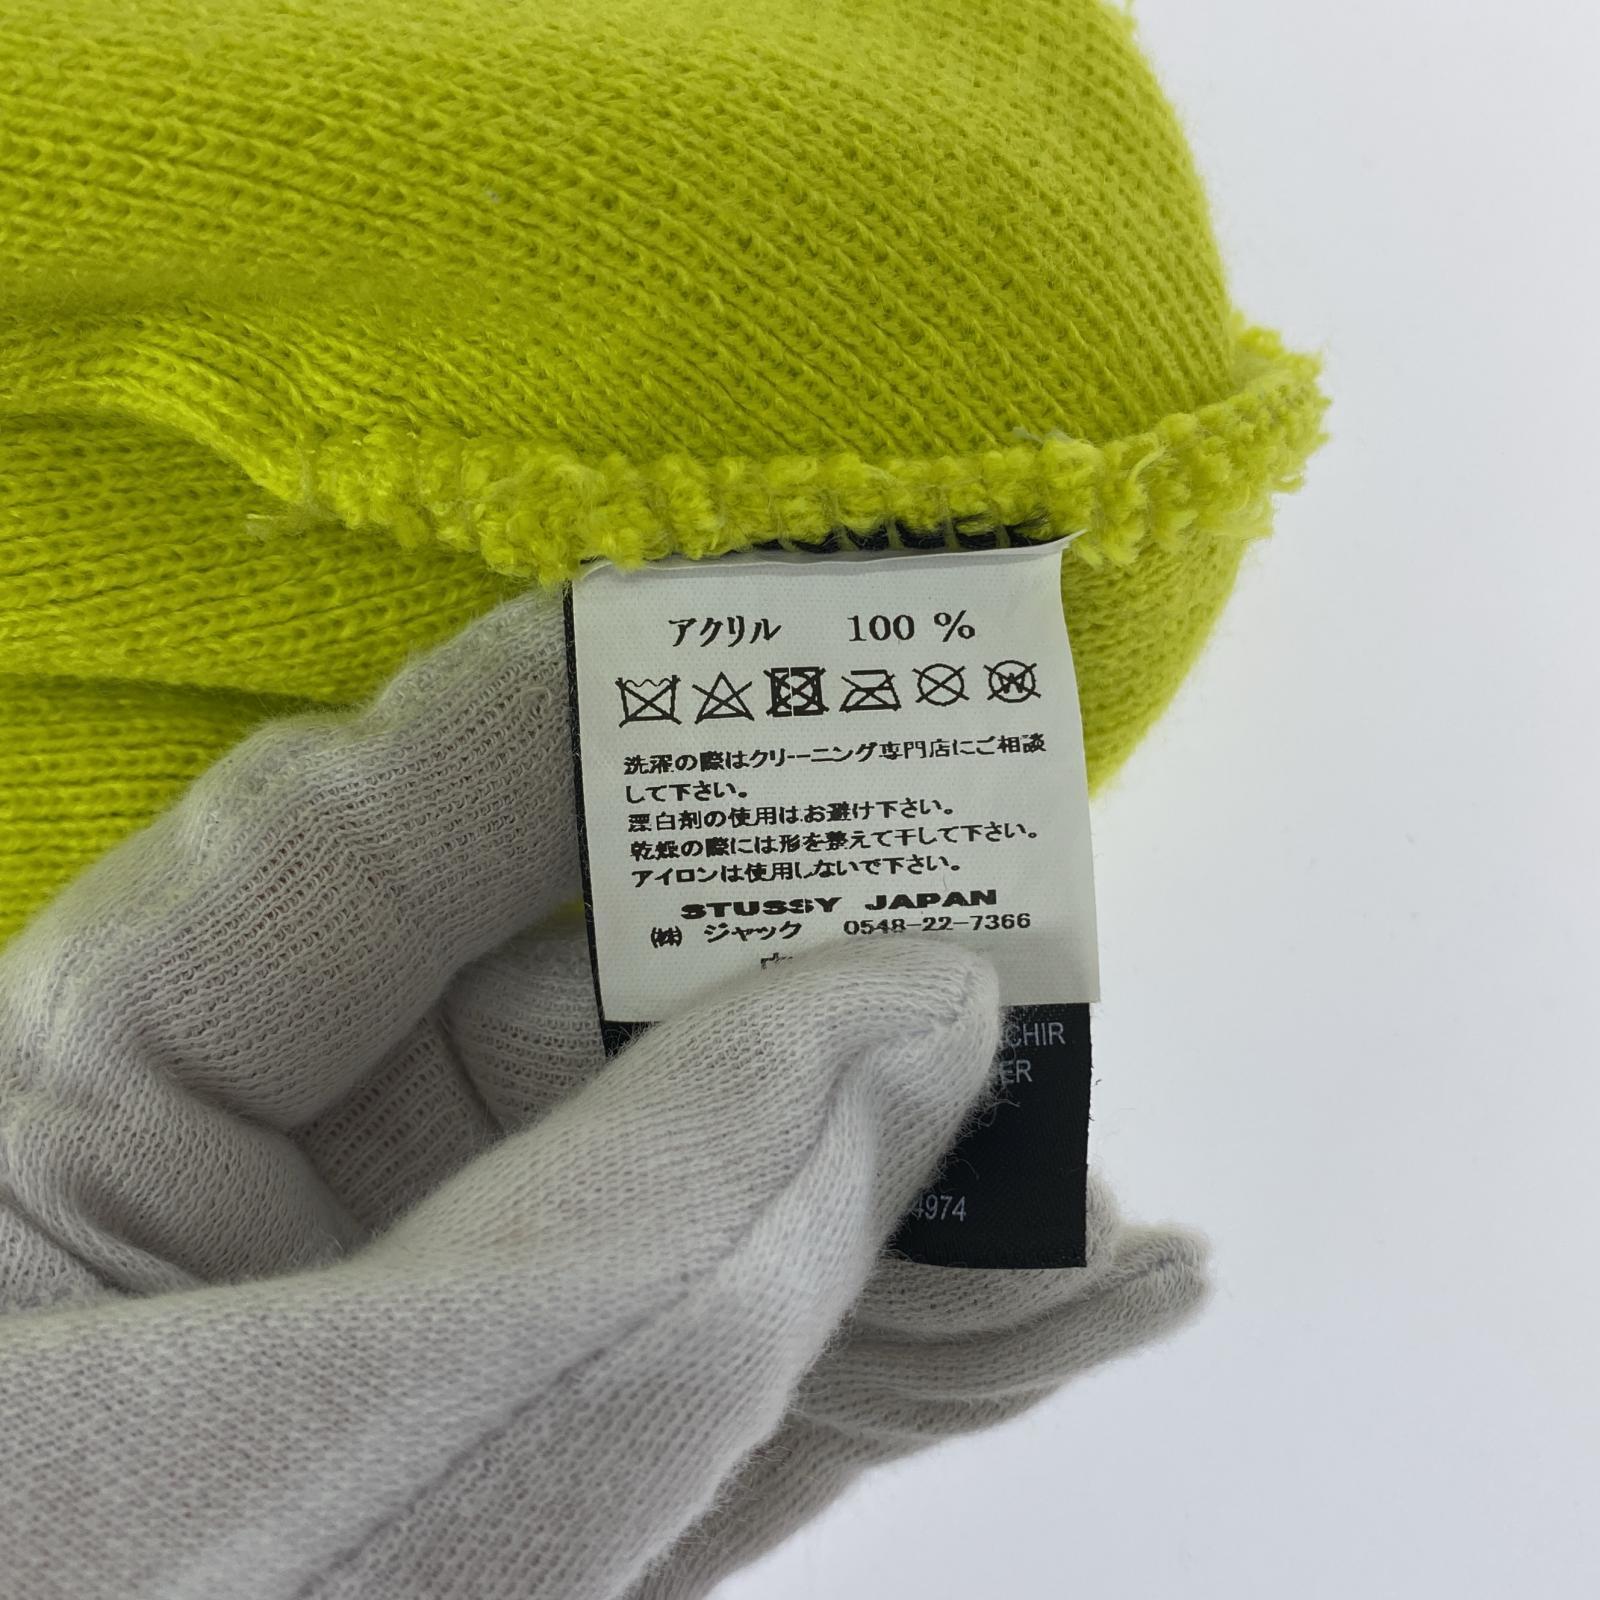 アクリル 100 %
洗濯の際はクリーニング専門店にご相談
して下さい。
漂白剤の使用はお避け下さい。
乾燥の際には形を整えて干して下さい。
アイロンは使用しないで下さい。
STUSSY JAPAN
㈱ ジャック 0548-22-7366
CHIR
ER
4974